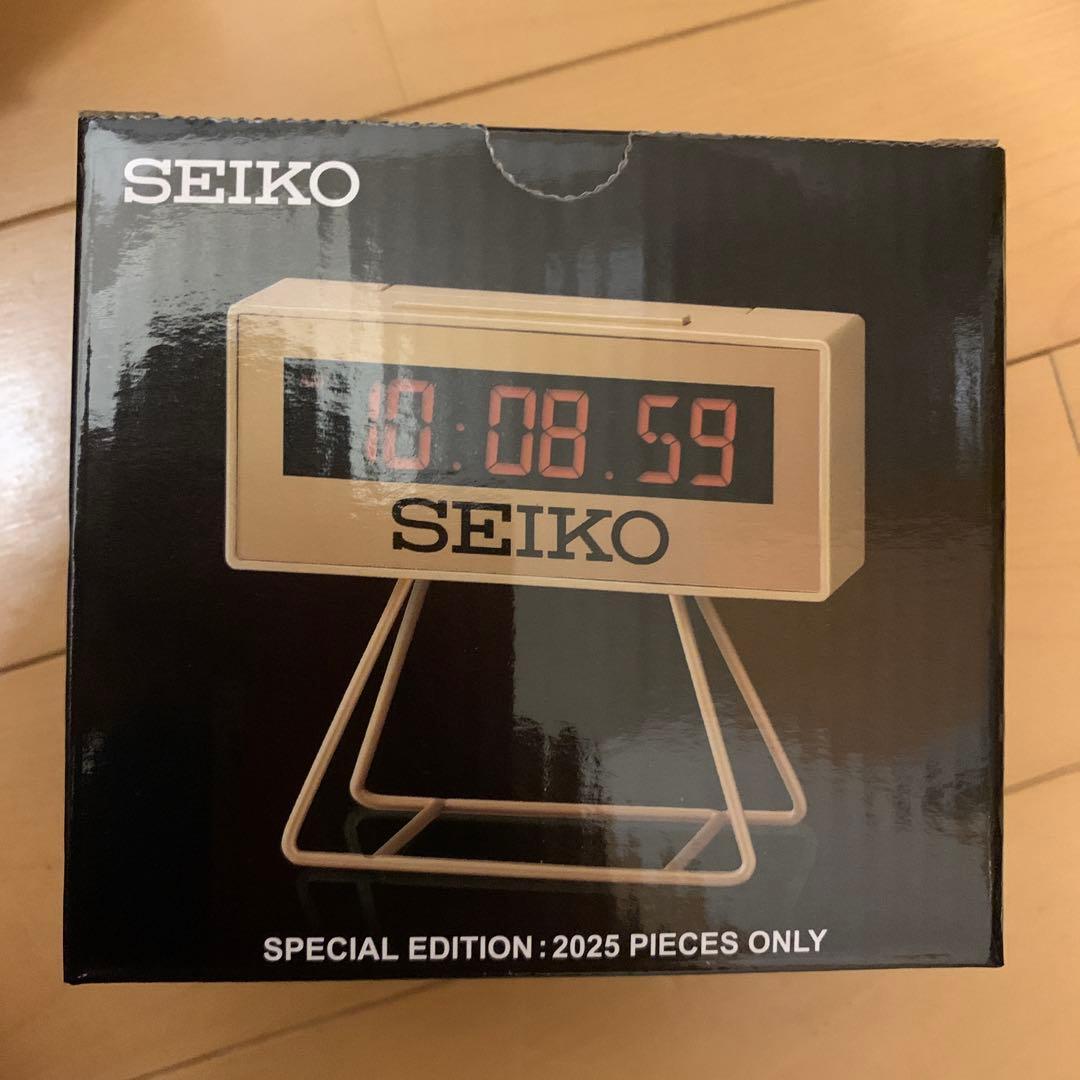 SEIKO
10:08.59
SEIKO
SPECIAL EDITION : 2025 PIECES ONLY